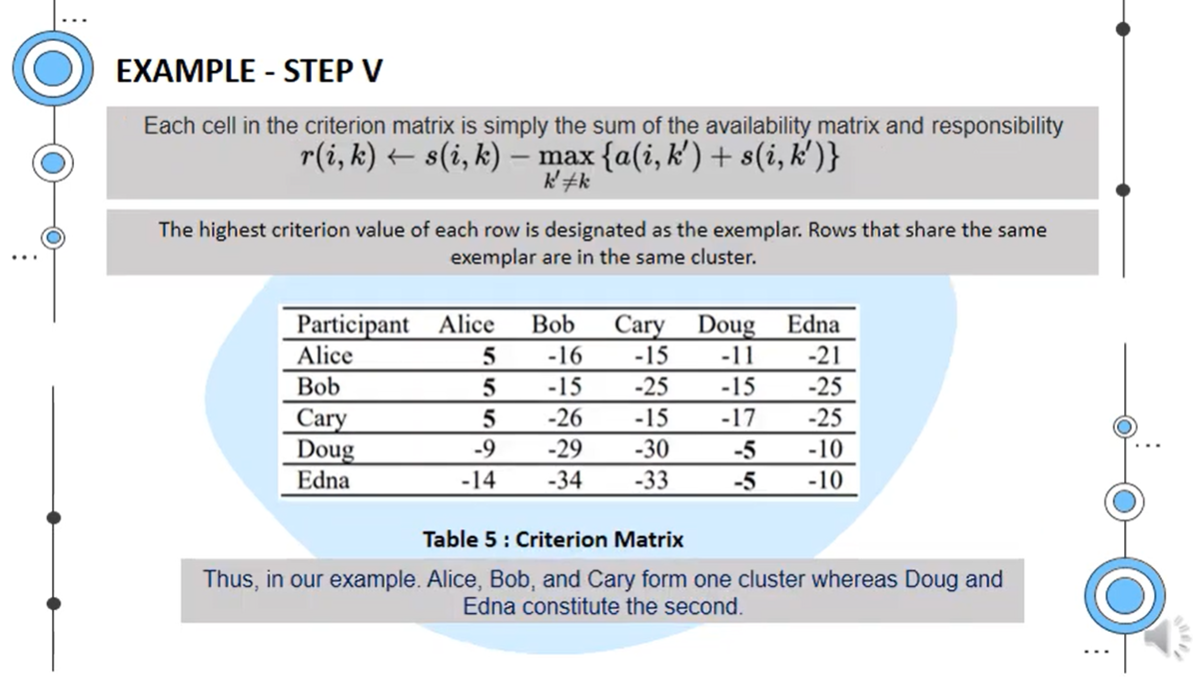 EXAMPLE - STEP V
Each cell in the criterion matrix is simply the sum of the availability matrix and responsibility
r(i, k) ← s(i, k) − max {a(i, k′) + s(i, k′)}
k′≠k
The highest criterion value of each row is designated as the exemplar. Rows that share the same
exemplar are in the same cluster.
Participant Alice Bob Cary Doug Edna
Alice 5 -16 -15 -11 -21
Bob 5 -15 -25 -15 -25
Cary 5 -26 -15 -17 -25
Doug -9 -29 -30 -5 -10
Edna -14 -34 -33 -5 -10
Table 5 : Criterion Matrix
Thus, in our example. Alice, Bob, and Cary form one cluster whereas Doug and
Edna constitute the second.